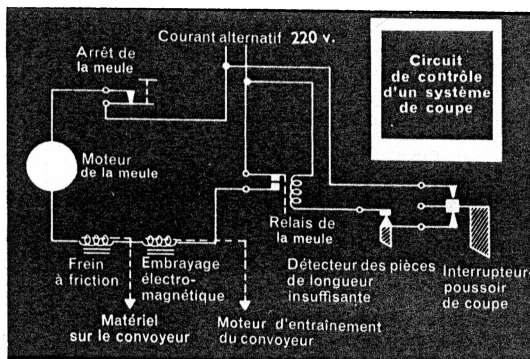 Courant alternatif 220 v.
Arrêt de
la meule
Circuit
de contrôle
d'un système
de coupe
Moteur
de la meule
Relais de
la meule
Frein
à friction
Embrayage
électro-
magnétique
Détecteur des pièces
de longueur
insuffisante
Interrupteur-
poussoir
de coupe
Matériel
sur le convoyeur
Moteur d'entraînement
du convoyeur